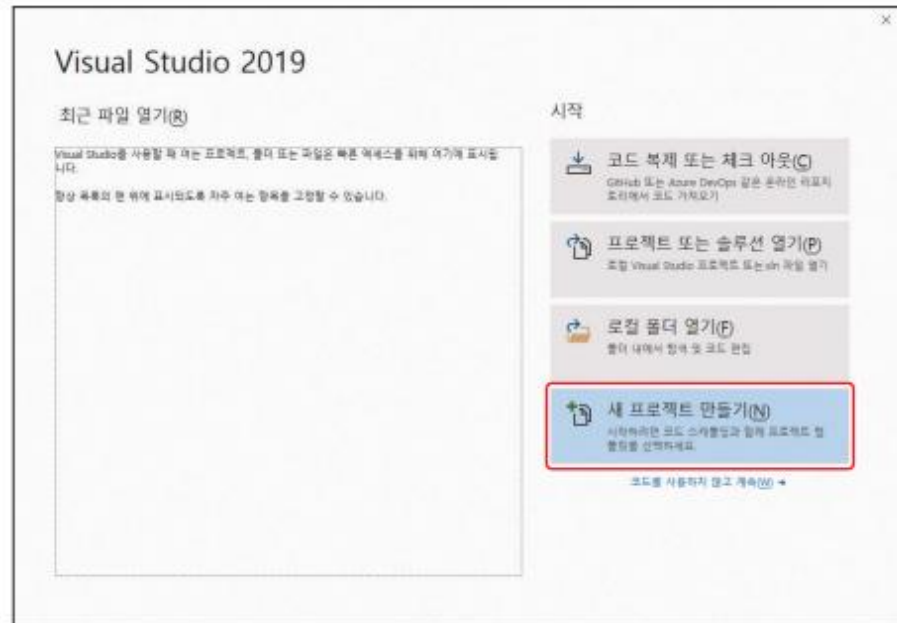 Visual Studio 2019
최근 파일 열기(R)
Visual Studio를 사용할 때 여는 프로젝트, 폴더 또는 파일은 빠른 액세스를 위해 여기에 표시됩
니다.
항상 목록의 맨 위에 표시되도록 자주 여는 항목을 고정할 수 있습니다.
시작
코드 복제 또는 체크 아웃(C)
GitHub 또는 Azure DevOps 같은 온라인 리포지
토리에서 코드 가져오기
프로젝트 또는 솔루션 열기(P)
로컬 Visual Studio 프로젝트 또는 sln 파일 열기
로컬 폴더 열기(F)
폴더 내에서 탐색 및 코드 편집
새 프로젝트 만들기(N)
시작하려면 코드 스캐폴딩과 함께 프로젝트 템
플릿을 선택하세요.
코드를 사용하지 않고 계속(W) →